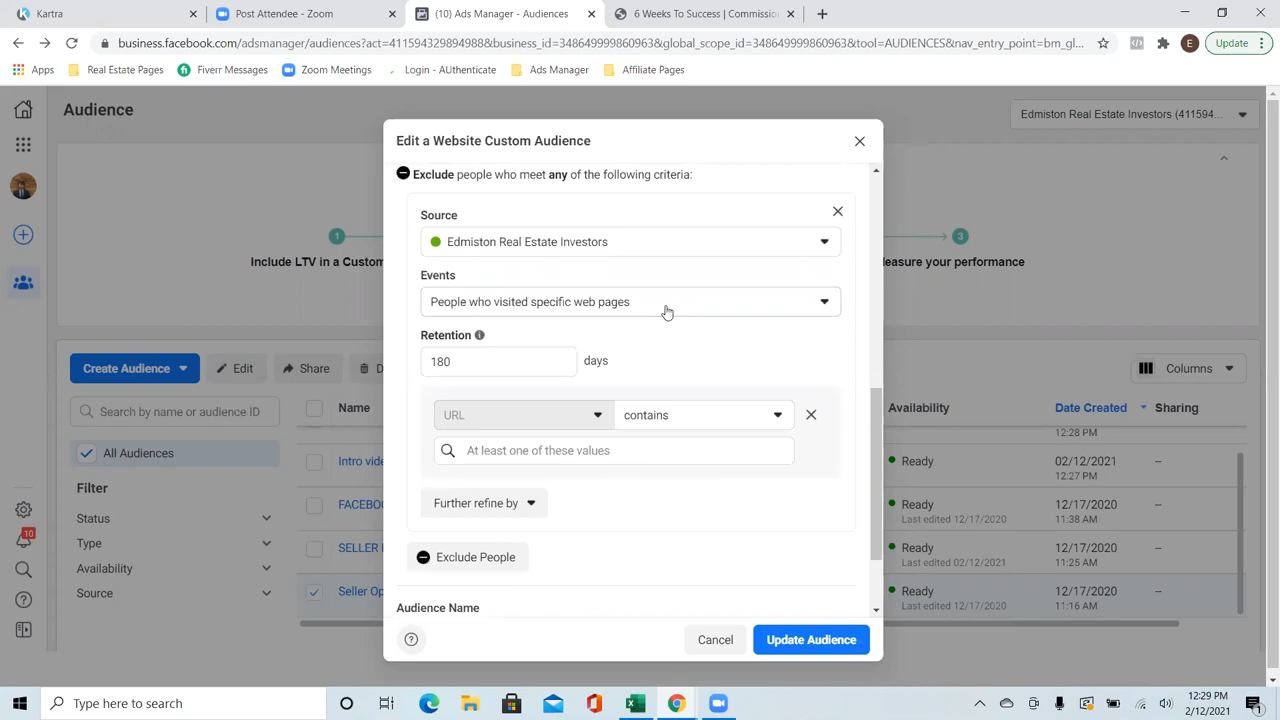 Kartra
Post Attendee - Zoom
(10) Ads Manager - Audiences
6 Weeks To Success | Commissio
business.facebook.com/adsmanager/audiences?act=411594329894989&business_id=348649999860963&global_scope_id=348649999860963&tool=AUDIENCES&nav_entry_point=bm_gl...
E
Update
Apps
Real Estate Pages
Fiverr Messages
Zoom Meetings
Login - AUthenticate
Ads Manager
Affiliate Pages
Audience
Edmiston Real Estate Investors (411594...
1
Include LTV in a Custom
3
easure your performance
Edit a Website Custom Audience
Exclude people who meet any of the following criteria:
Source
Edmiston Real Estate Investors
Events
People who visited specific web pages
Retention
180
days
URL
contains
At least one of these values
Further refine by
Exclude People
Audience Name
Cancel
Update Audience
Create Audience
Edit
Share
D
Columns
Search by name or audience ID
Name
Availability
Date Created
Sharing
12:28 PM
All Audiences
Intro vide
Ready
02/12/2021
12:27 PM
--
Filter
Status
Type
Availability
Source
FACEBOO
Ready
Last edited 12/17/2020
12/17/2020
11:38 AM
--
SELLER L
Ready
Last edited 02/12/2021
12/17/2020
11:25 AM
--
Seller Op
Ready
Last edited 12/17/2020
12/17/2020
11:16 AM
--
10
Type here to search
12:29 PM
2/12/2021
1